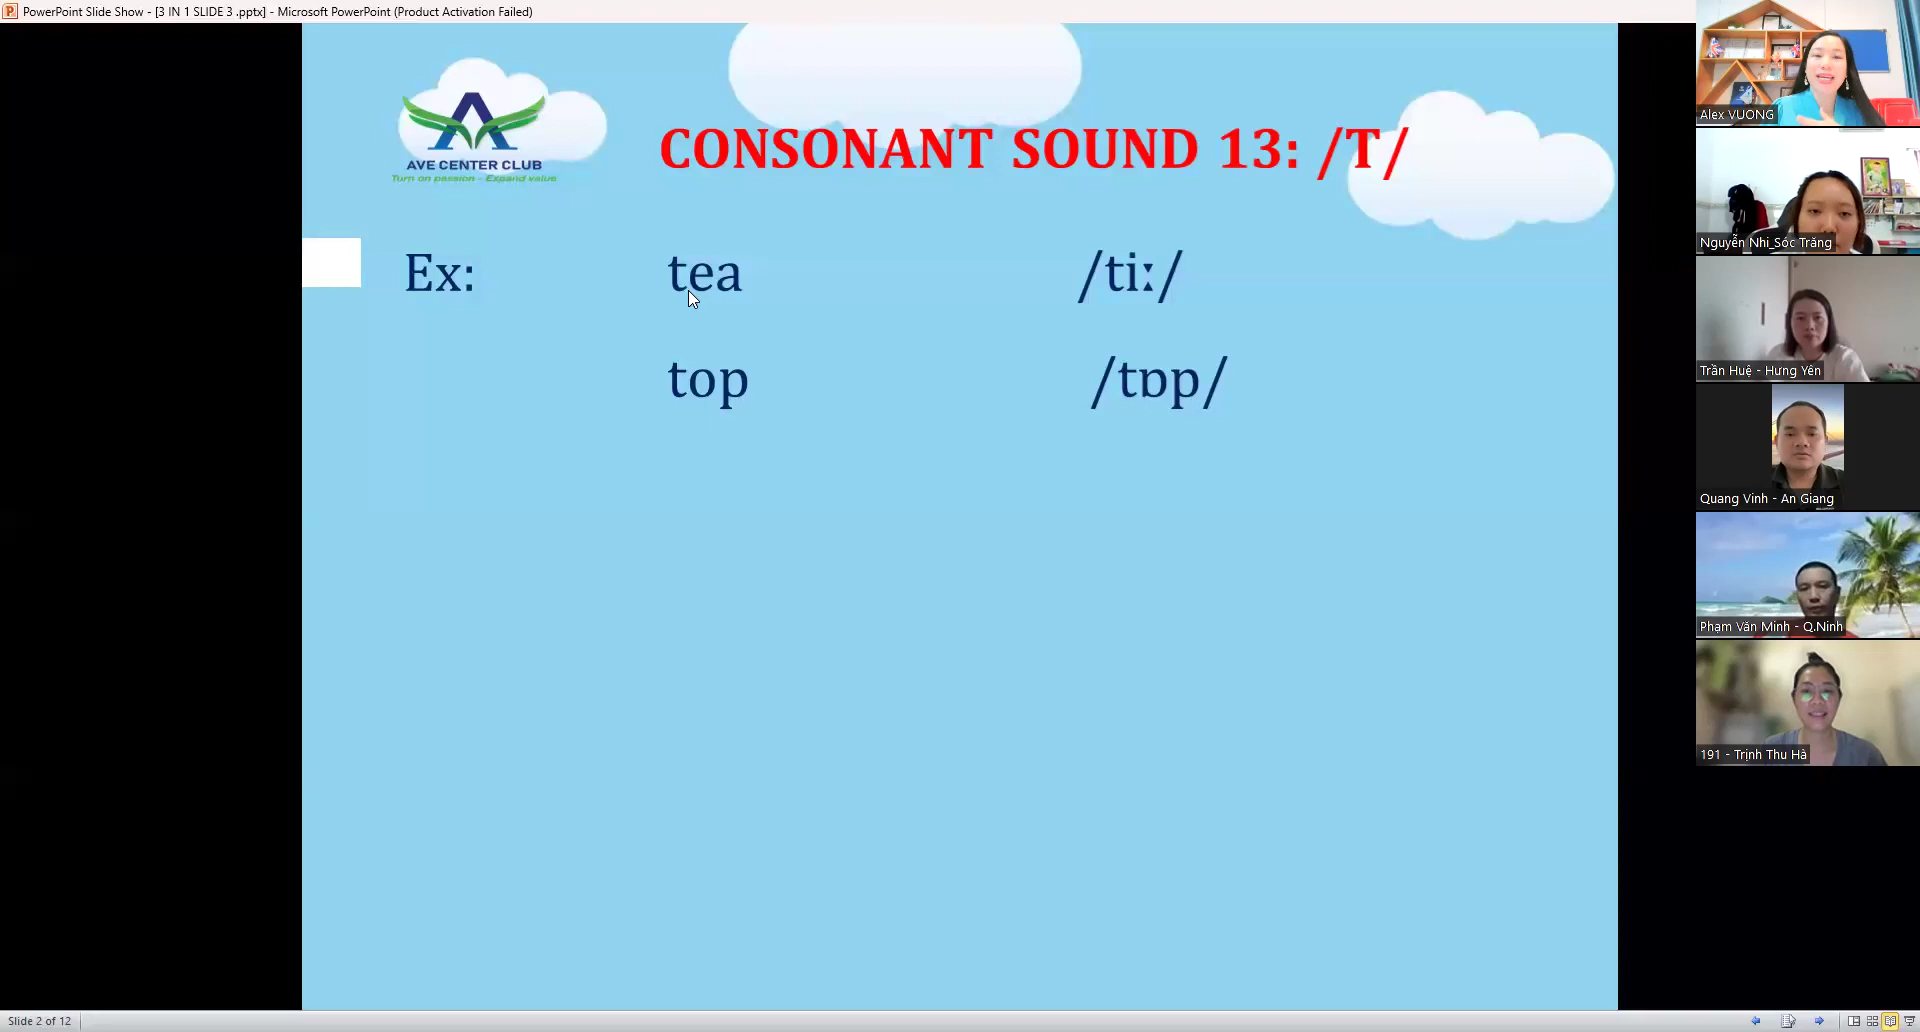 PowerPoint Slide Show - [3 IN 1 SLIDE 3 .pptx] - Microsoft PowerPoint (Product Activation Failed)
AVE CENTER CLUB
Turn on passion - Expand value
CONSONANT SOUND 13: /T/
Ex: tea /tiː/
top /tɒp/
Alex VUONG
Nguyễn Nhi_Sóc Trăng
Trần Huệ - Hưng Yên
Quang Vinh - An Giang
Phạm Văn Minh - Q.Ninh
191 - Trịnh Thu Hà
Slide 2 of 12